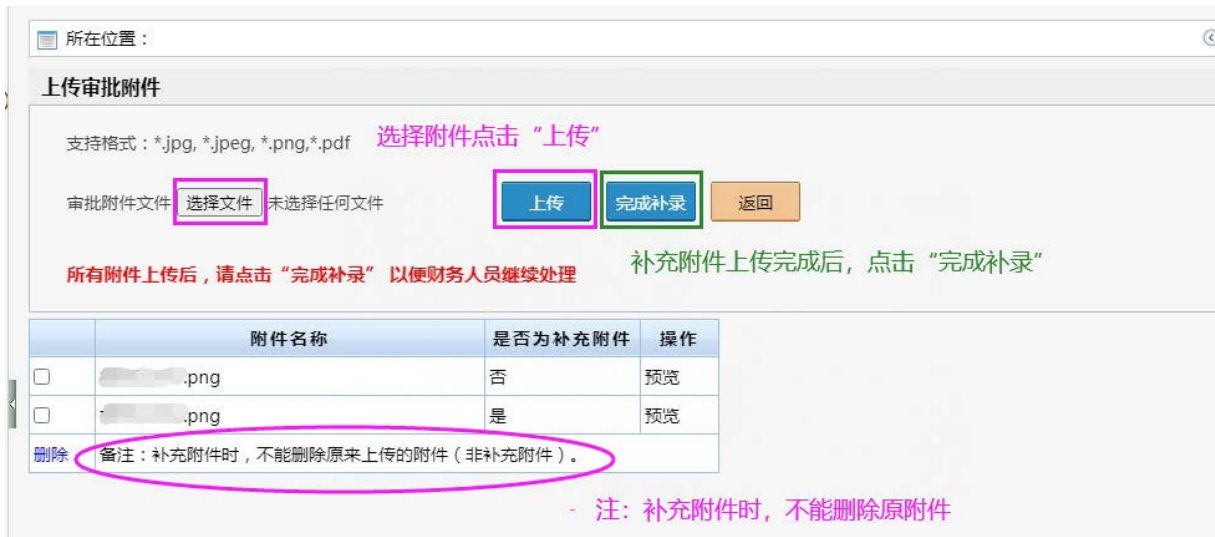 所在位置：
上传审批附件
支持格式：*.jpg, *.jpeg, *.png,*.pdf 选择附件点击“上传”
审批附件文件 选择文件 未选择任何文件 上传 完成补录 返回
补充附件上传完成后，点击“完成补录”
所有附件上传后，请点击“完成补录” 以便财务人员继续处理
附件名称 是否为补充附件 操作
.png 否 预览
.png 是 预览
删除 备注：补充附件时，不能删除原来上传的附件（非补充附件）。
- 注：补充附件时，不能删除原附件